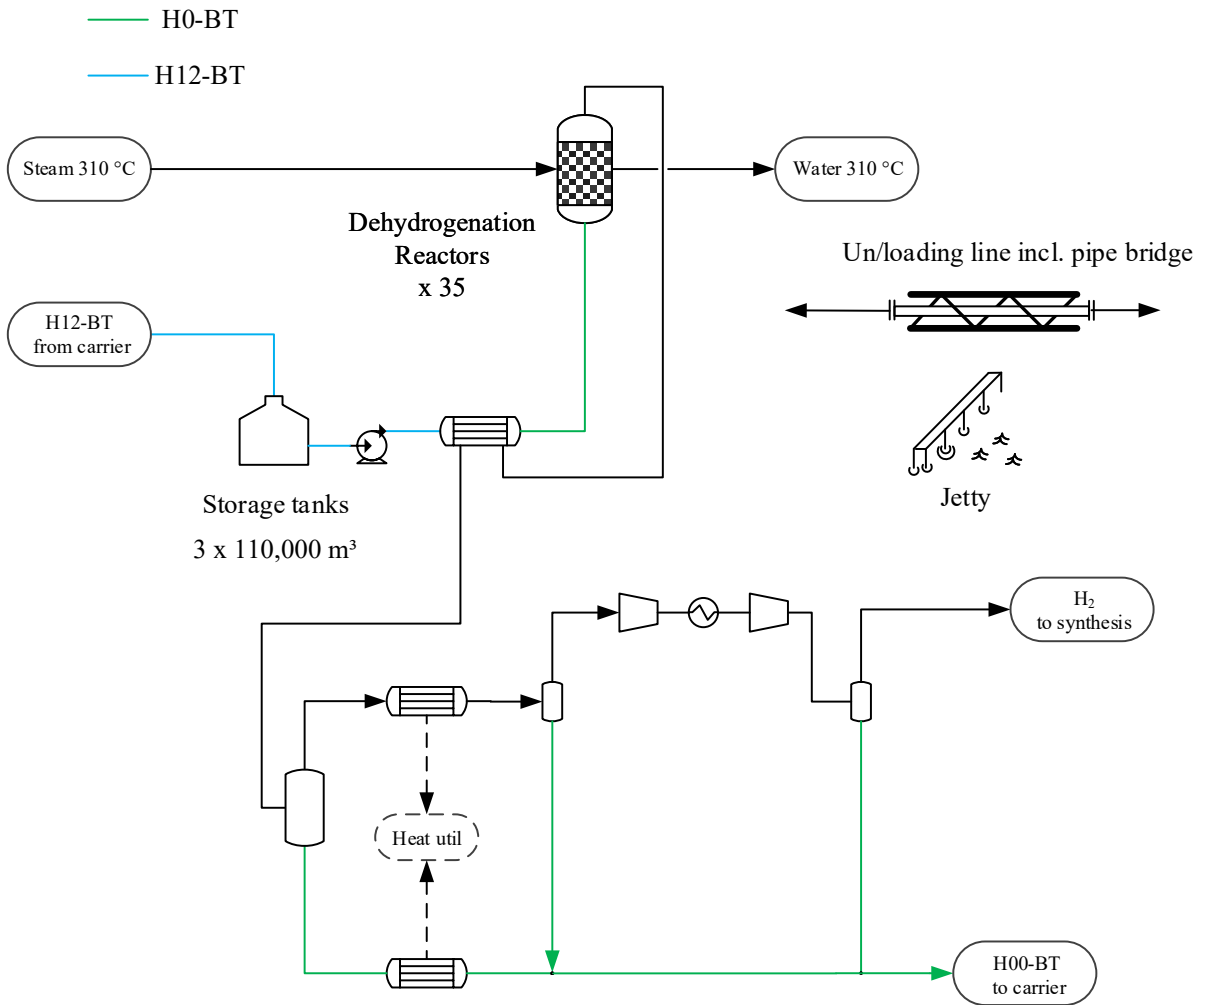 H0-BT
H12-BT
Steam 310 °C
Water 310 °C
Dehydrogenation
Reactors
x 35
Un/loading line incl. pipe bridge
H12-BT
from carrier
Jetty
Storage tanks
3 x 110,000 m³
H₂
to synthesis
Heat util
H00-BT
to carrier